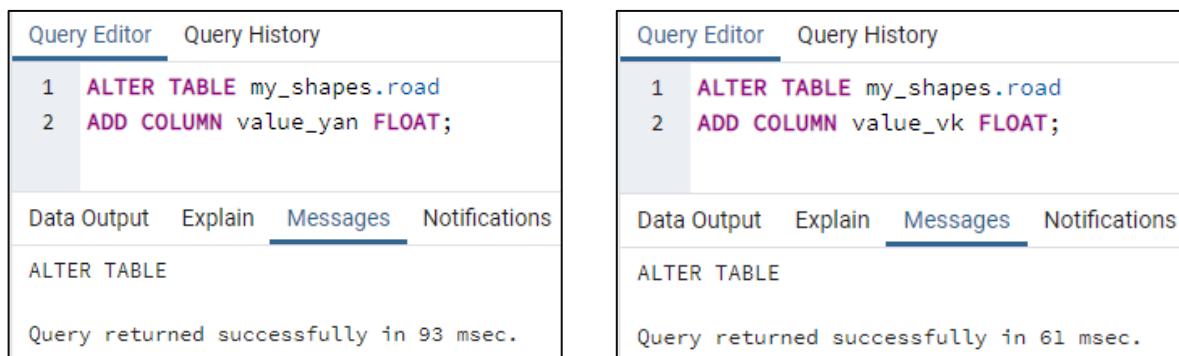 Query Editor Query History
1 ALTER TABLE my_shapes.road
2 ADD COLUMN value_yan FLOAT;
Data Output Explain Messages Notifications
ALTER TABLE
Query returned successfully in 93 msec.
Query Editor Query History
1 ALTER TABLE my_shapes.road
2 ADD COLUMN value_vk FLOAT;
Data Output Explain Messages Notifications
ALTER TABLE
Query returned successfully in 61 msec.